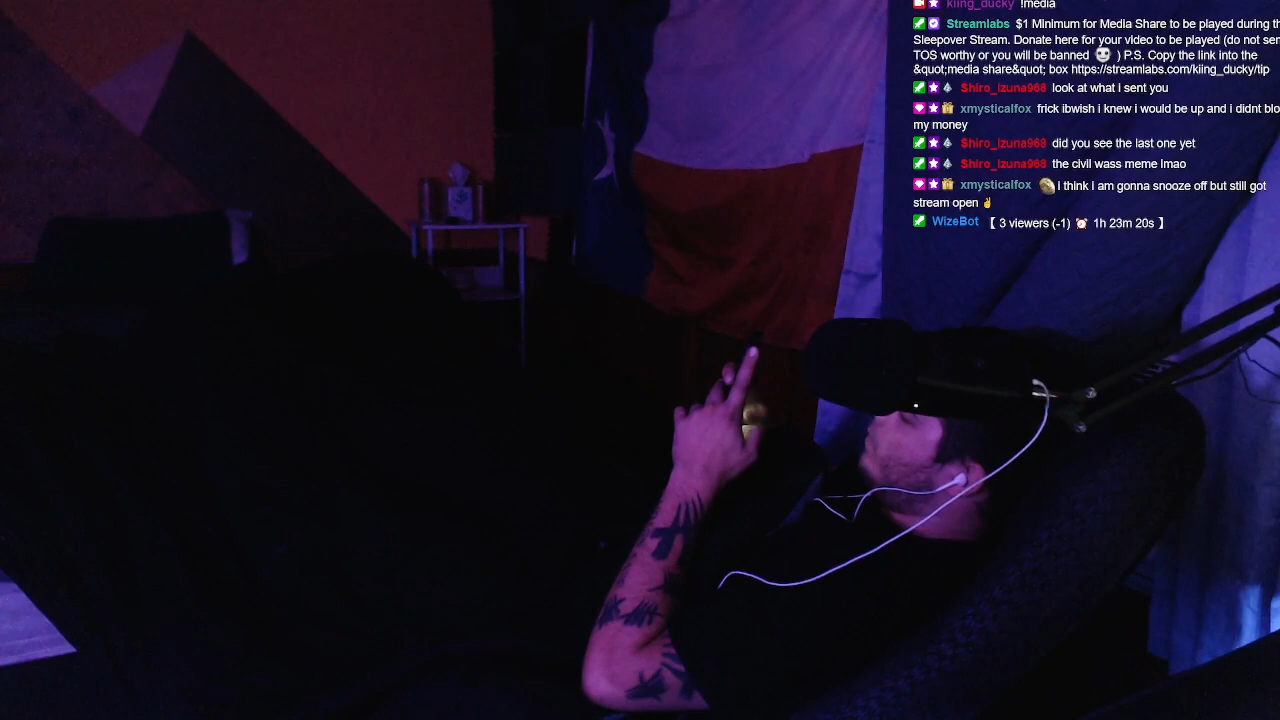 kiing_ducky !media
Streamlabs $1 Minimum for Media Share to be played during th
Sleepover Stream. Donate here for your video to be played (do not sen
TOS worthy or you will be banned ) P.S. Copy the link into the
&quot;media share&quot; box https://streamlabs.com/kiing_ducky/tip
Shiro_Izuna968 look at what i sent you
xmysticalfox frick ibwish i knew i would be up and i didnt blo
my money
Shiro_Izuna968 did you see the last one yet
Shiro_Izuna968 the civil wass meme lmao
xmysticalfox i think i am gonna snooze off but still got
stream open ✌
WizeBot 【 3 viewers (-1) ⏰ 1h 23m 20s 】